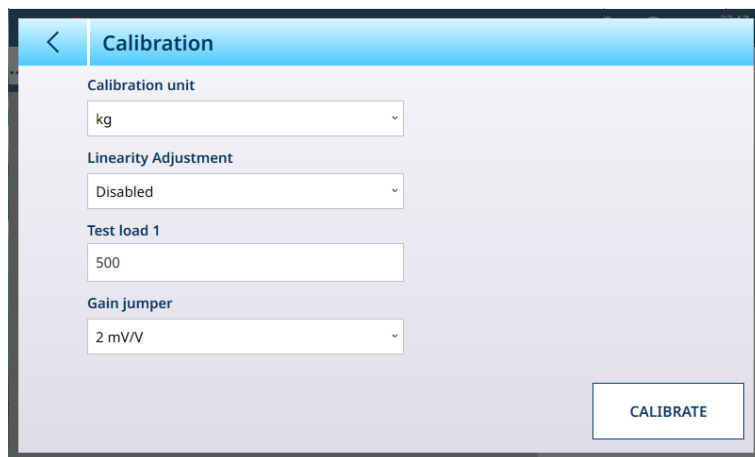 Calibration
Calibration unit
kg
Linearity Adjustment
Disabled
Test load 1
500
Gain jumper
2 mV/V
CALIBRATE